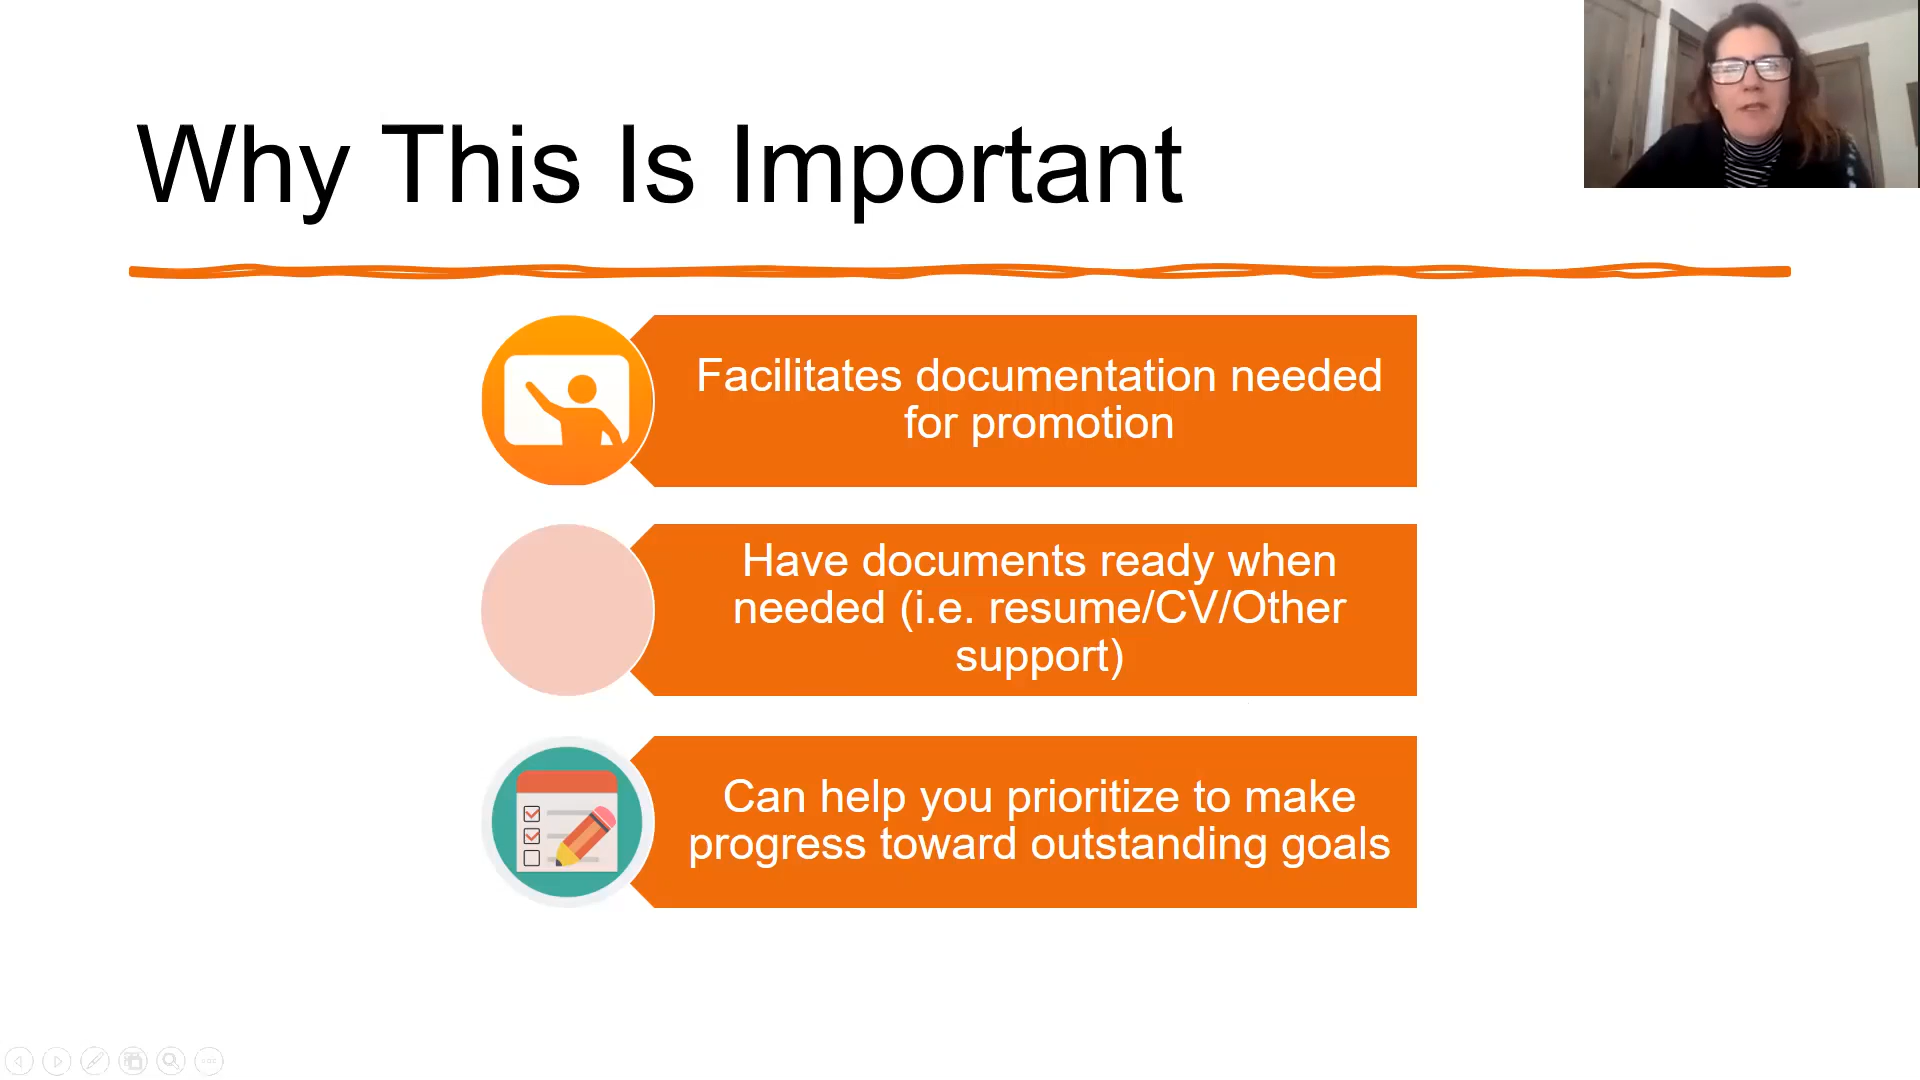 Why This Is Important
Facilitates documentation needed
for promotion
Have documents ready when
needed (i.e. resume/CV/Other
support)
Can help you prioritize to make
progress toward outstanding goals